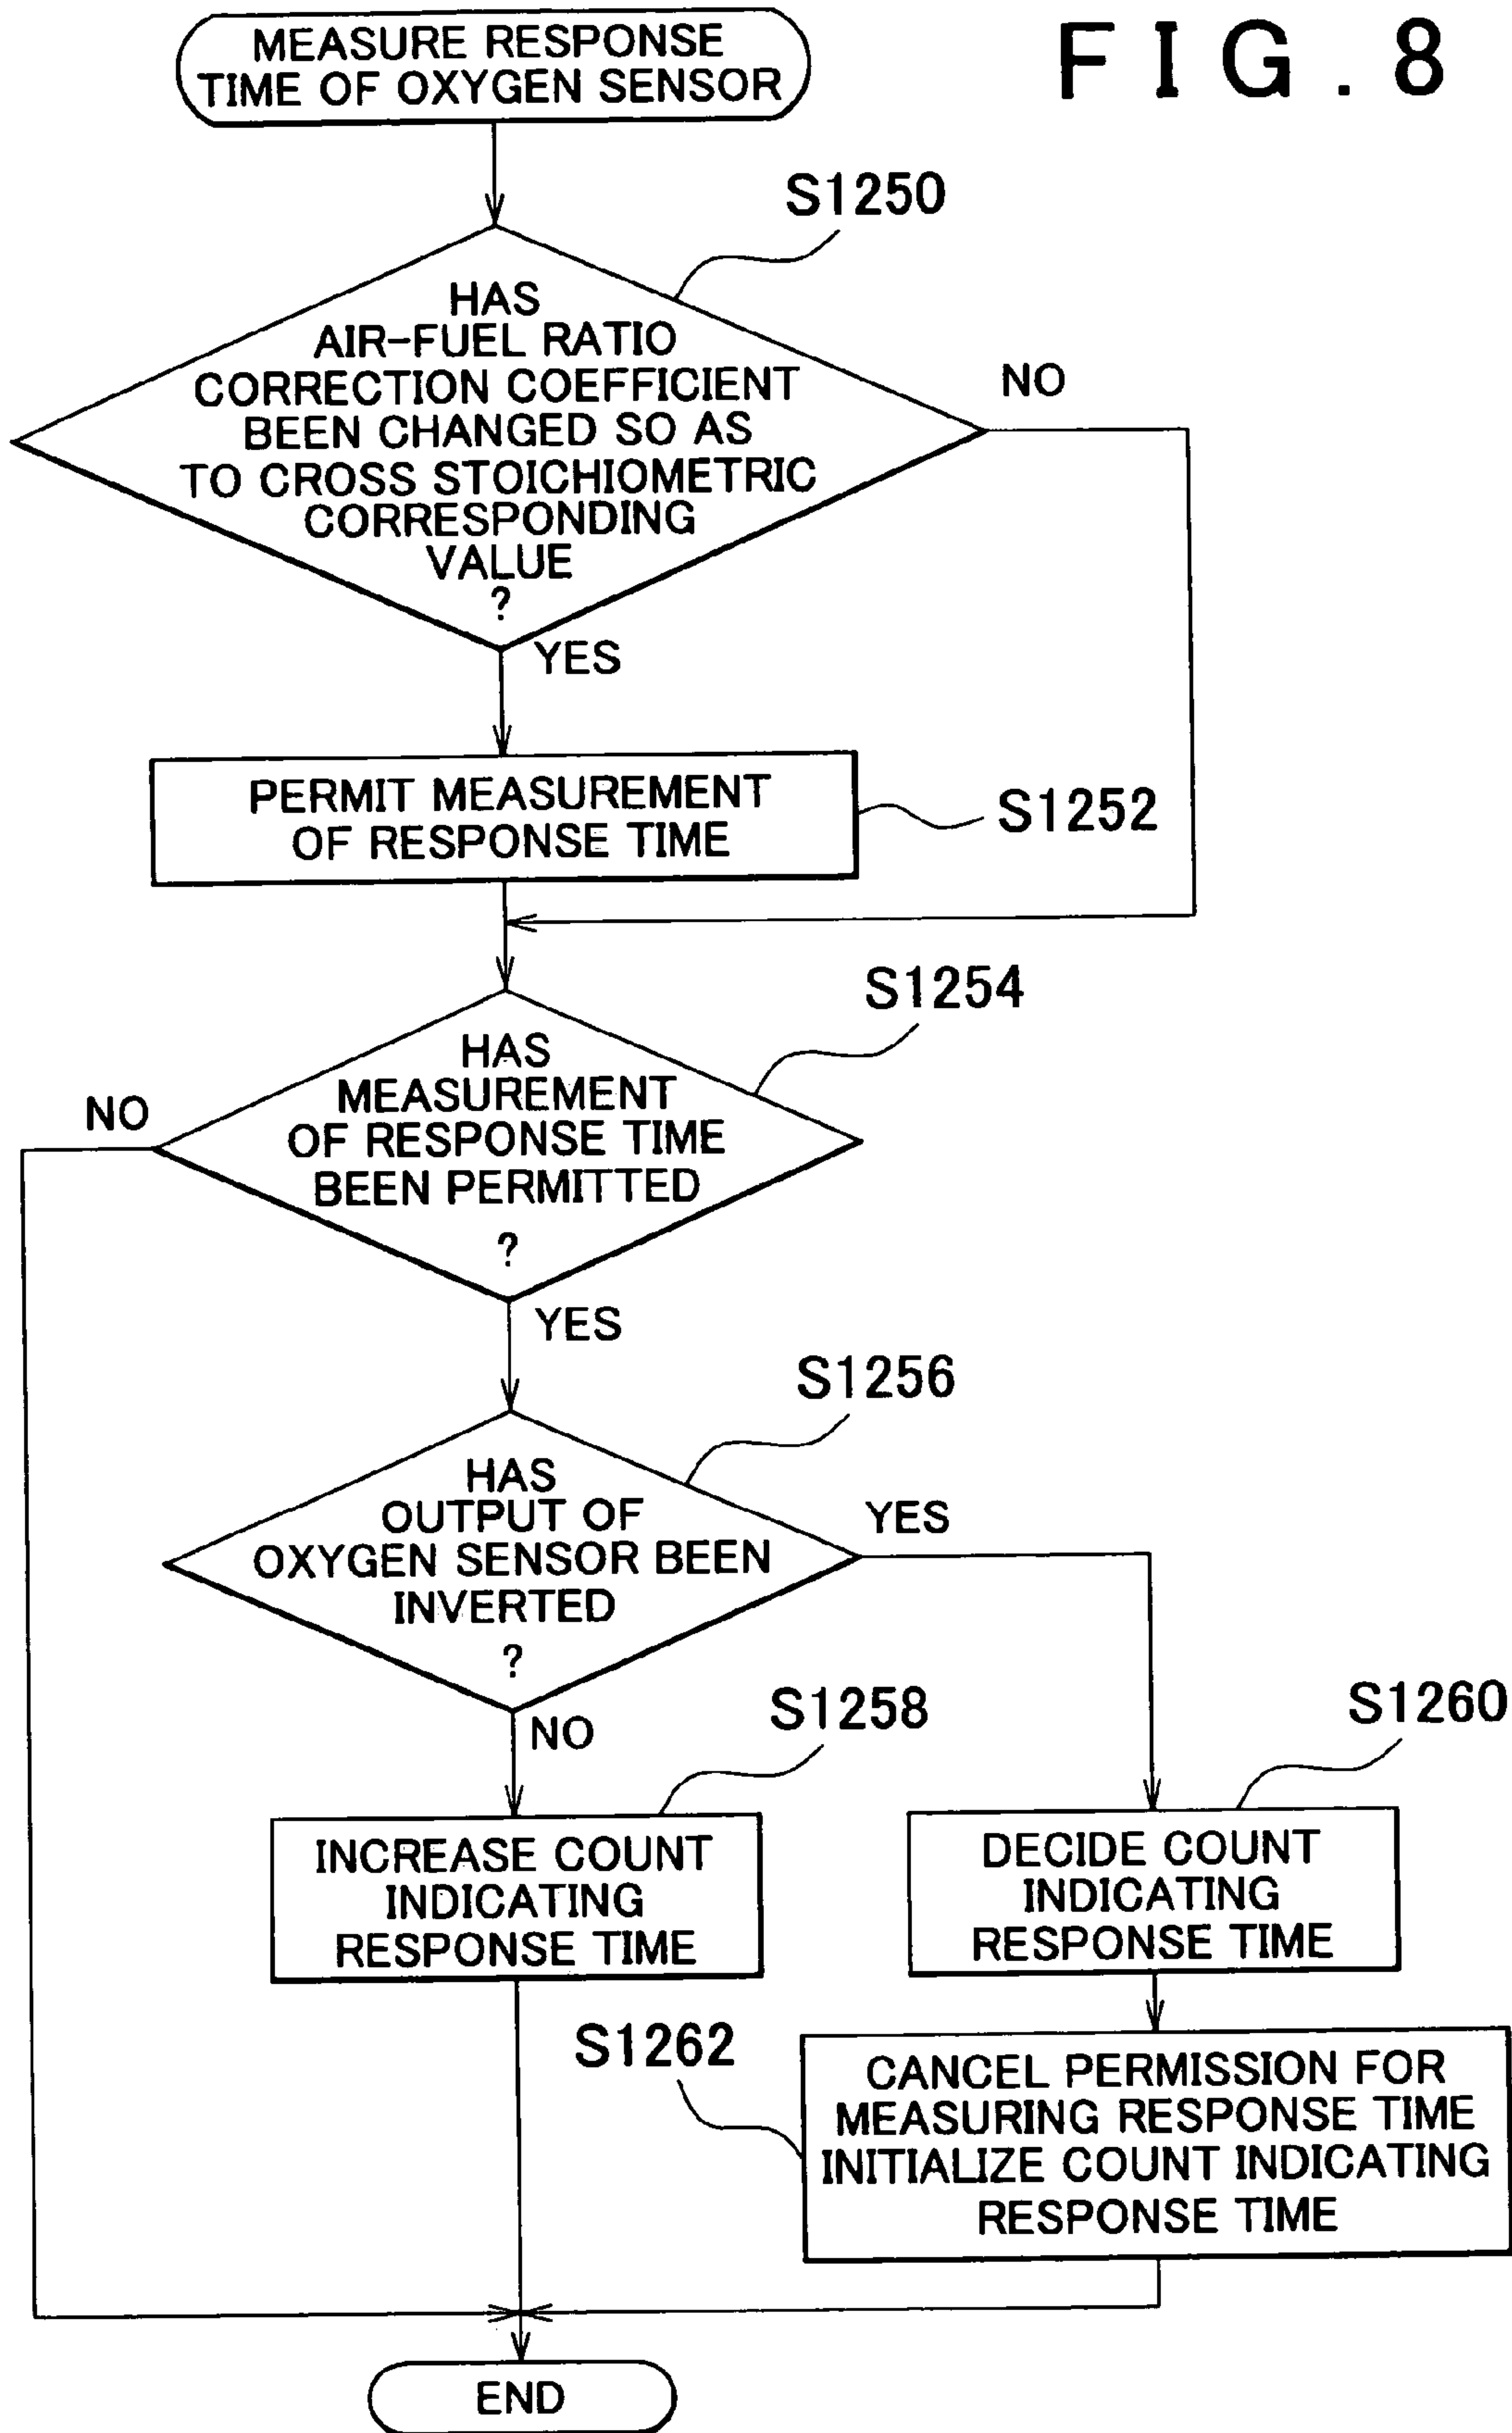 FIG.8
MEASURE RESPONSE
TIME OF OXYGEN SENSOR
S1250
HAS
AIR-FUEL RATIO
CORRECTION COEFFICIENT
BEEN CHANGED SO AS
TO CROSS STOICHIOMETRIC
CORRESPONDING
VALUE
?
NO
YES
PERMIT MEASUREMENT
OF RESPONSE TIME
S1252
S1254
HAS
MEASUREMENT
OF RESPONSE TIME
BEEN PERMITTED
?
NO
YES
S1256
HAS
OUTPUT OF
OXYGEN SENSOR BEEN
INVERTED
?
YES
NO
S1258
INCREASE COUNT
INDICATING
RESPONSE TIME
S1260
DECIDE COUNT
INDICATING
RESPONSE TIME
S1262
CANCEL PERMISSION FOR
MEASURING RESPONSE TIME
INITIALIZE COUNT INDICATING
RESPONSE TIME
END